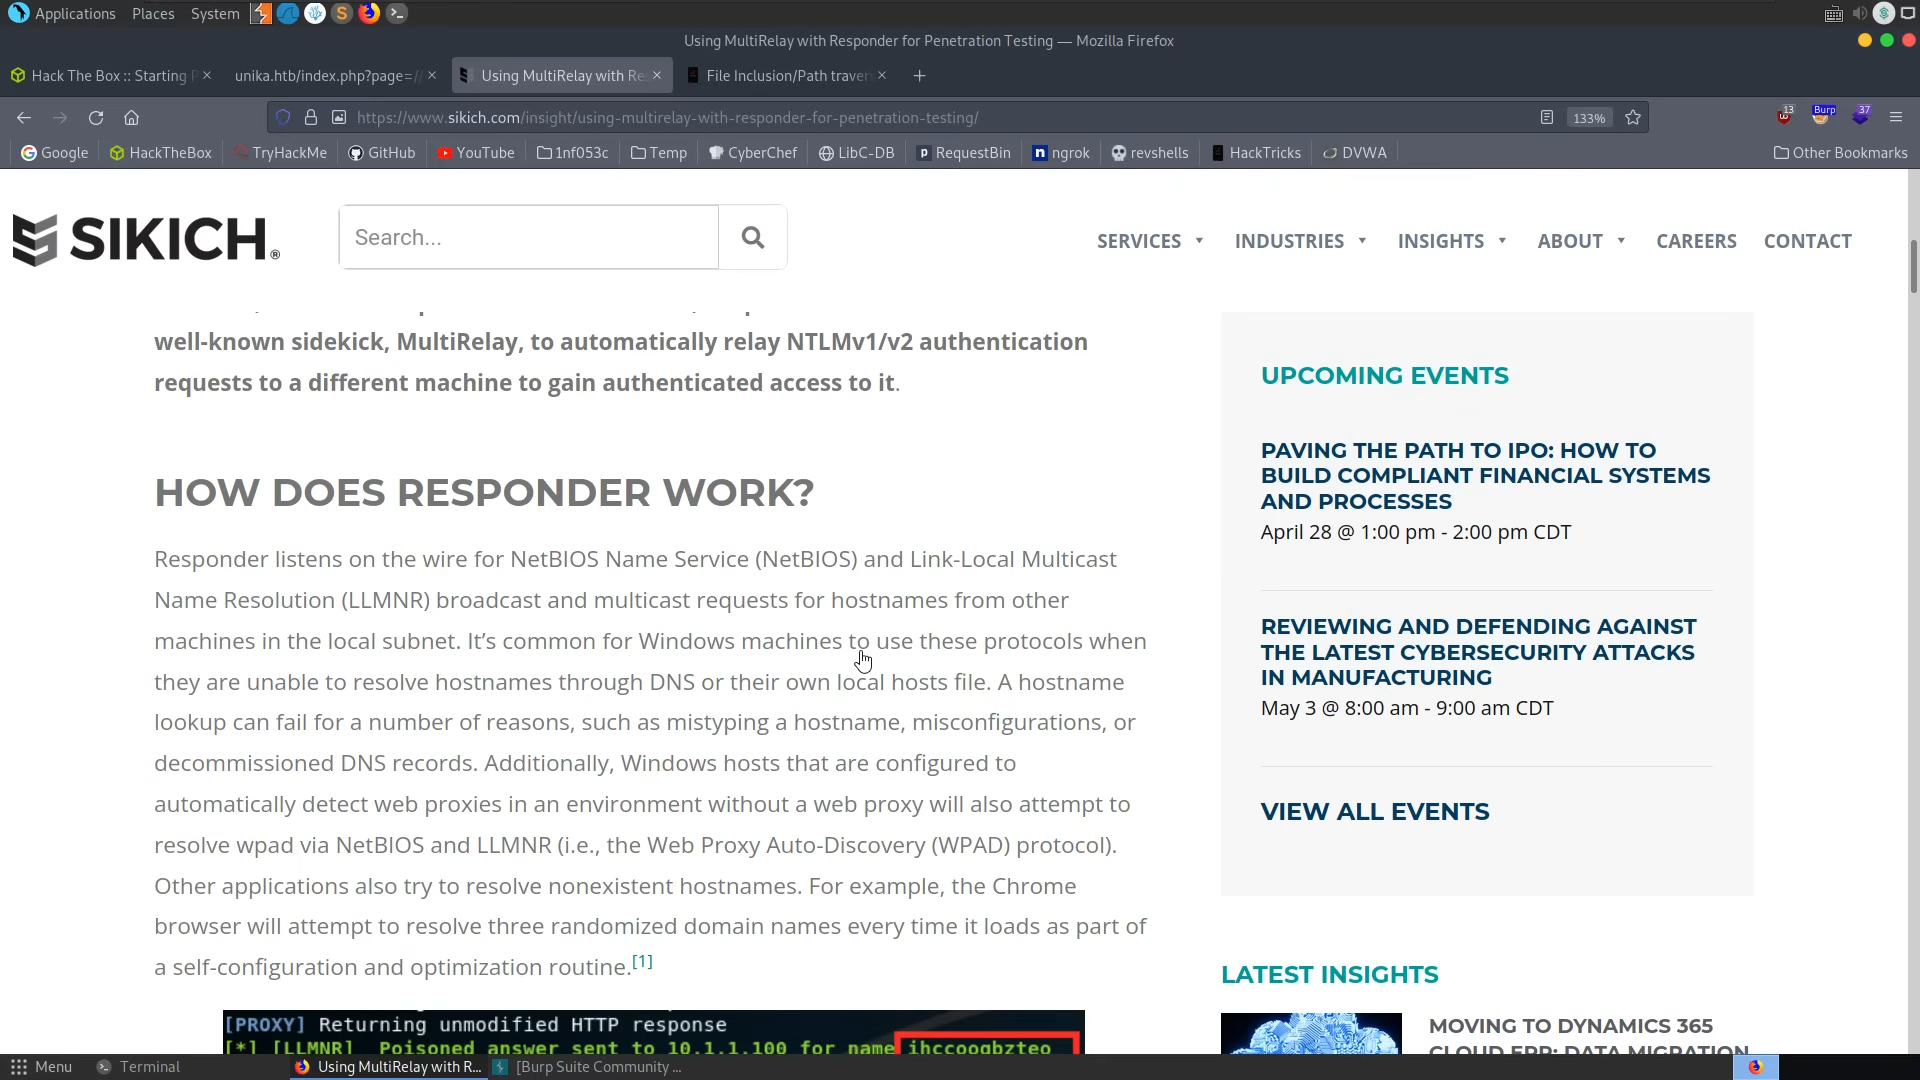 Applications Places System
Using MultiRelay with Responder for Penetration Testing — Mozilla Firefox
Hack The Box :: Starting P
unika.htb/index.php?page=//
Using MultiRelay with Res
File Inclusion/Path travers
https://www.sikich.com/insight/using-multirelay-with-responder-for-penetration-testing/
133%
13
Burp
37
Google HackTheBox TryHackMe GitHub YouTube 1nf053c Temp CyberChef LibC-DB RequestBin ngrok revshells HackTricks DVWA Other Bookmarks
SIKICH®
Search...
SERVICES INDUSTRIES INSIGHTS ABOUT CAREERS CONTACT
well-known sidekick, MultiRelay, to automatically relay NTLMv1/v2 authentication
requests to a different machine to gain authenticated access to it.
HOW DOES RESPONDER WORK?
Responder listens on the wire for NetBIOS Name Service (NetBIOS) and Link-Local Multicast
Name Resolution (LLMNR) broadcast and multicast requests for hostnames from other
machines in the local subnet. It’s common for Windows machines to use these protocols when
they are unable to resolve hostnames through DNS or their own local hosts file. A hostname
lookup can fail for a number of reasons, such as mistyping a hostname, misconfigurations, or
decommissioned DNS records. Additionally, Windows hosts that are configured to
automatically detect web proxies in an environment without a web proxy will also attempt to
resolve wpad via NetBIOS and LLMNR (i.e., the Web Proxy Auto-Discovery (WPAD) protocol).
Other applications also try to resolve nonexistent hostnames. For example, the Chrome
browser will attempt to resolve three randomized domain names every time it loads as part of
a self-configuration and optimization routine.[1]
[PROXY] Returning unmodified HTTP response
[*] [LLMNR] Poisoned answer sent to 10.1.1.100 for name ihccoogbzteo
UPCOMING EVENTS
PAVING THE PATH TO IPO: HOW TO
BUILD COMPLIANT FINANCIAL SYSTEMS
AND PROCESSES
April 28 @ 1:00 pm - 2:00 pm CDT
REVIEWING AND DEFENDING AGAINST
THE LATEST CYBERSECURITY ATTACKS
IN MANUFACTURING
May 3 @ 8:00 am - 9:00 am CDT
VIEW ALL EVENTS
LATEST INSIGHTS
MOVING TO DYNAMICS 365
CLOUD ERP: DATA MIGRATION
Menu
Terminal
Using MultiRelay with R...
[Burp Suite Community ...